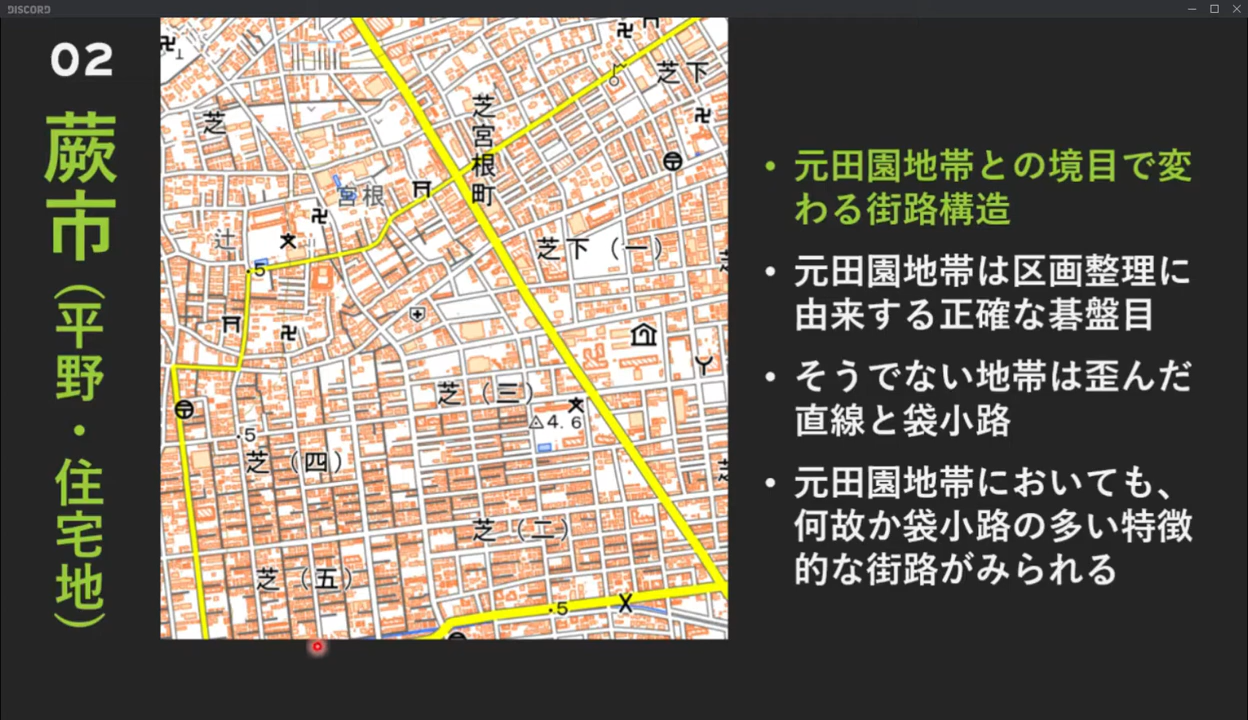 DISCORD
02
蕨市（平野・住宅地）
芝下
芝
芝宮根町
宮根
辻
.5
芝下（一）
芝（三）
△4.6
.5
芝（四）
芝（二）
芝（五）
.5
• 元田園地帯との境目で変
わる街路構造
• 元田園地帯は区画整理に
由来する正確な碁盤目
• そうでない地帯は歪んだ
直線と袋小路
• 元田園地帯においても、
何故か袋小路の多い特徴
的な街路がみられる